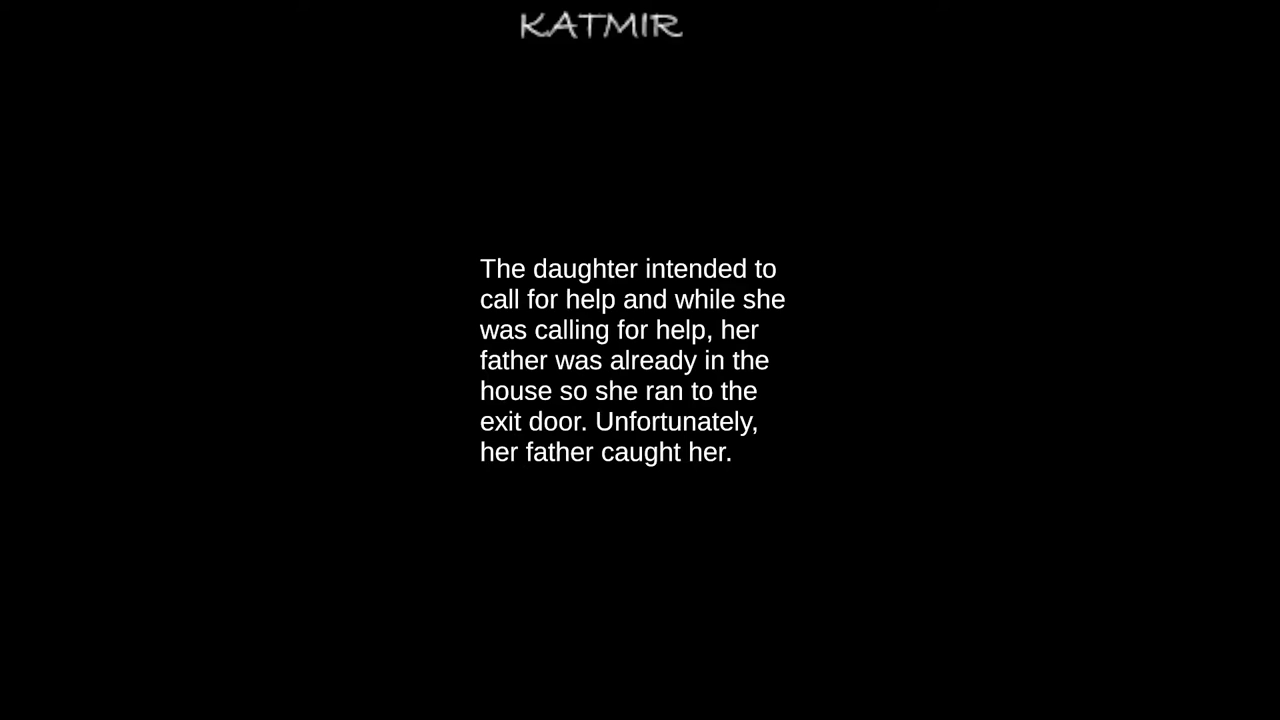 KATMIR
The daughter intended to
call for help and while she
was calling for help, her
father was already in the
house so she ran to the
exit door. Unfortunately,
her father caught her.